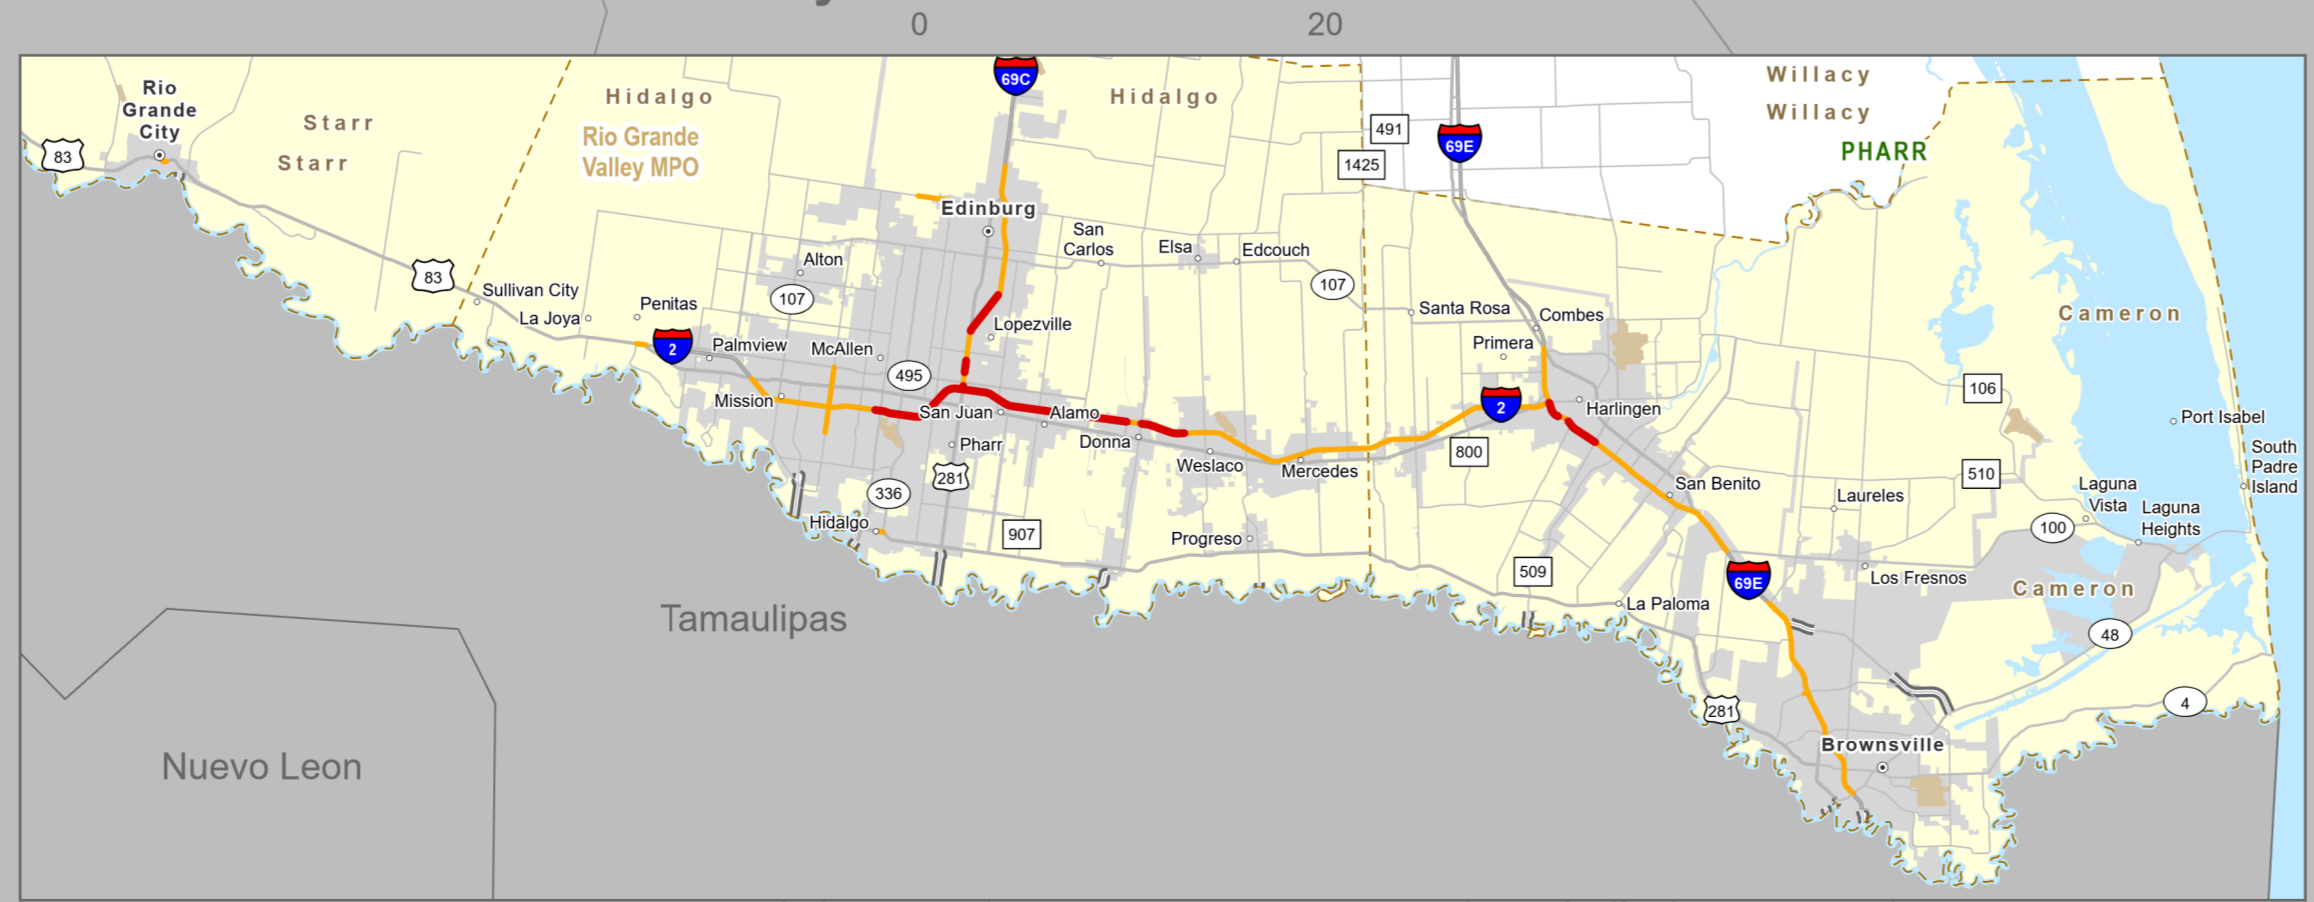 0
20
69C
Rio
Grande
City
Hidalgo
Hidalgo
Willacy
Willacy
Starr
Starr
Rio Grande
Valley MPO
491
69E
PHARR
83
1425
Edinburg
San
Carlos
Elsa
Edcouch
Alton
83
107
107
Sullivan City
La Joya
Penitas
Santa Rosa
Combes
Cameron
Lopezville
2
Palmview
McAllen
Primera
495
106
Mission
San Juan
Alamo
2
Harlingen
Port Isabel
Pharr
Donna
800
South
Padre
Island
Weslaco
Mercedes
281
510
336
San Benito
Laureles
Laguna
Vista
Laguna
Heights
Hidalgo
907
Progreso
100
509
69E
Los Fresnos
Cameron
La Paloma
Tamaulipas
48
281
4
Brownsville
Nuevo Leon